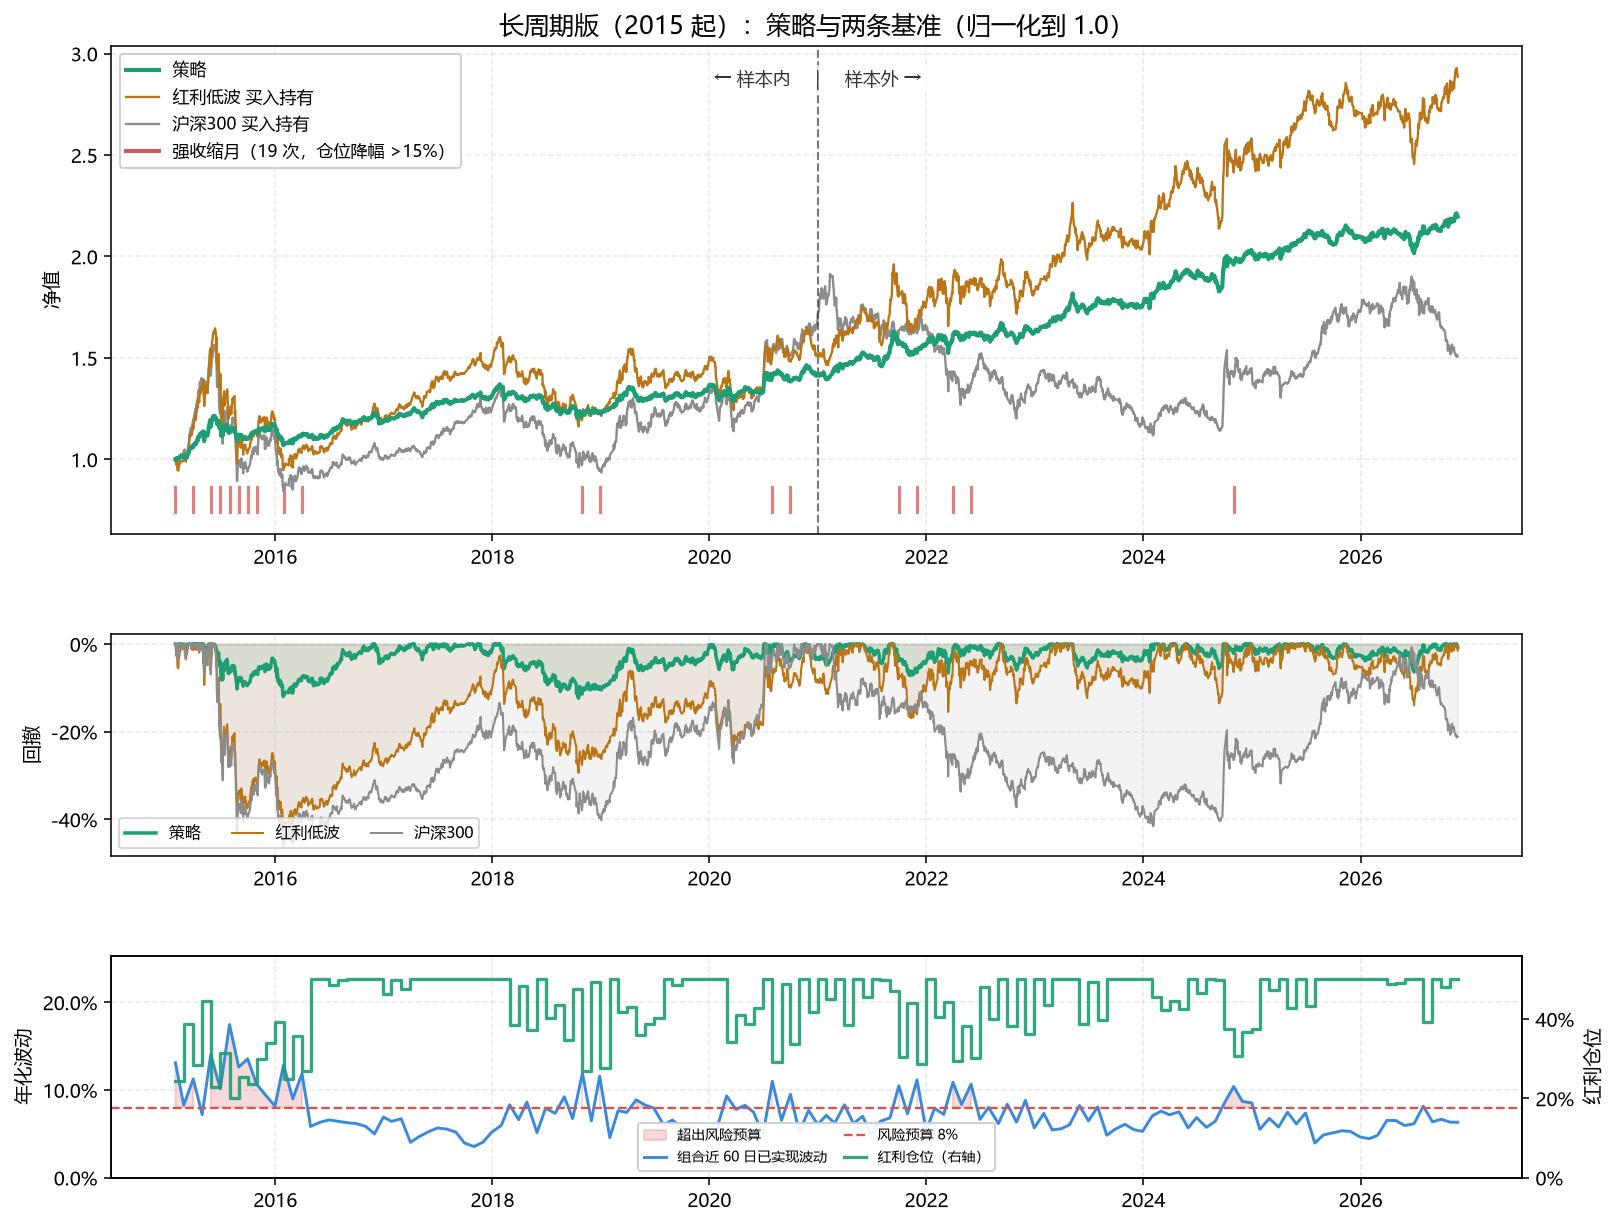 长周期版（2015 起）：策略与两条基准（归一化到 1.0）
净值
3.0
2.5
2.0
1.5
1.0
策略
红利低波 买入持有
沪深300 买入持有
强收缩月（19 次，仓位降幅 >15%）
← 样本内 | 样本外 →
2016 2018 2020 2022 2024 2026
回撤
0%
-20%
-40%
策略 红利低波 沪深300
2016 2018 2020 2022 2024 2026
年化波动
20.0%
10.0%
0.0%
超出风险预算 风险预算 8%
组合近 60 日已实现波动 红利仓位（右轴）
40%
20%
0%
红利仓位
2016 2018 2020 2022 2024 2026